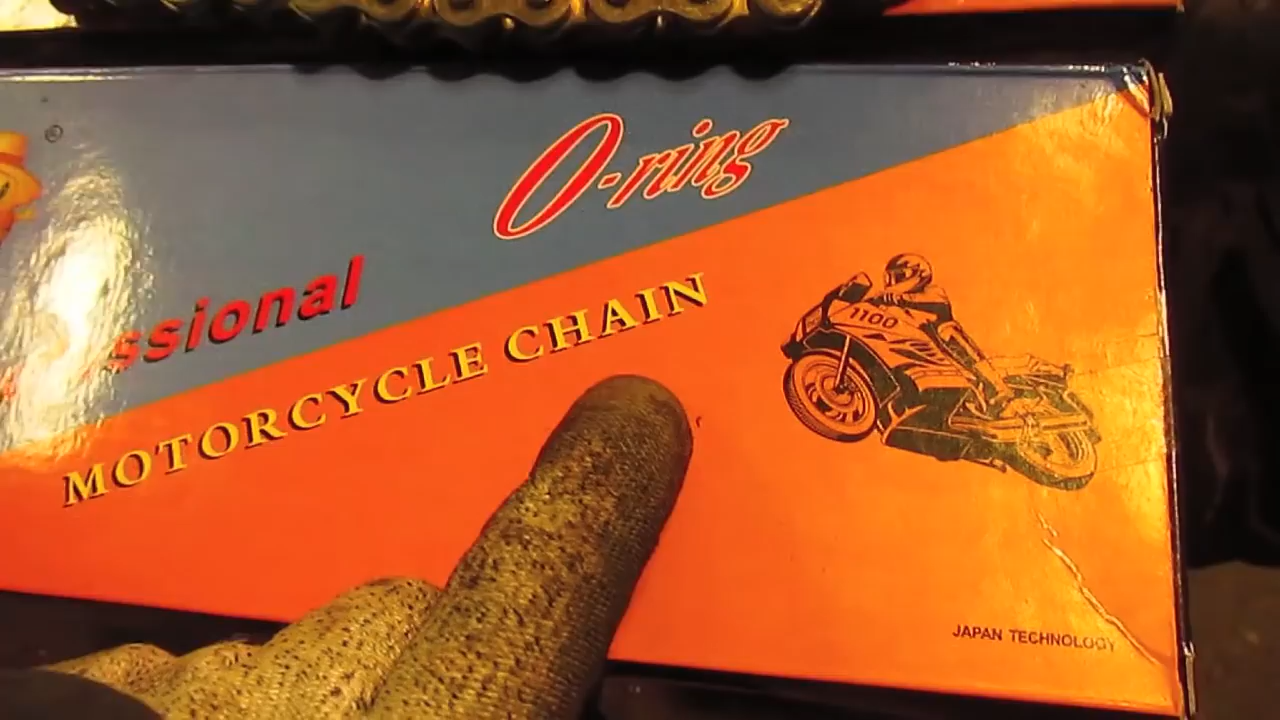 ®
O-ring
ssional
MOTORCYCLE CHAIN
1100
JAPAN TECHNOLOGY